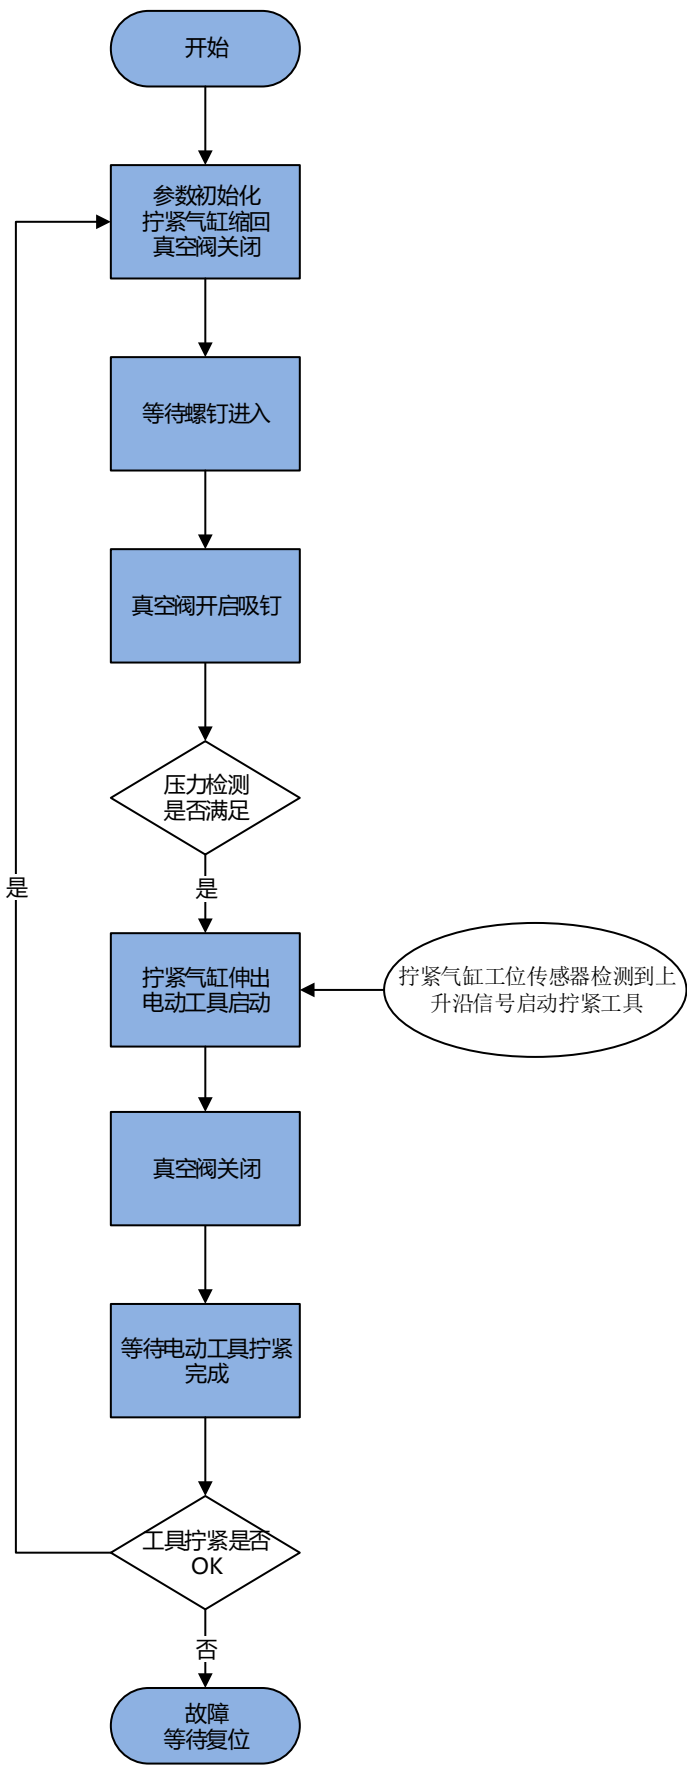 开始
参数初始化
拧紧气缸缩回
真空阀关闭
等待螺钉进入
真空阀开启吸钉
压力检测
是否满足
是
是
拧紧气缸伸出
电动工具启动
拧紧气缸工位传感器检测到上
升沿信号启动拧紧工具
真空阀关闭
等待电动工具拧紧
完成
工具拧紧是否
OK
否
故障
等待复位